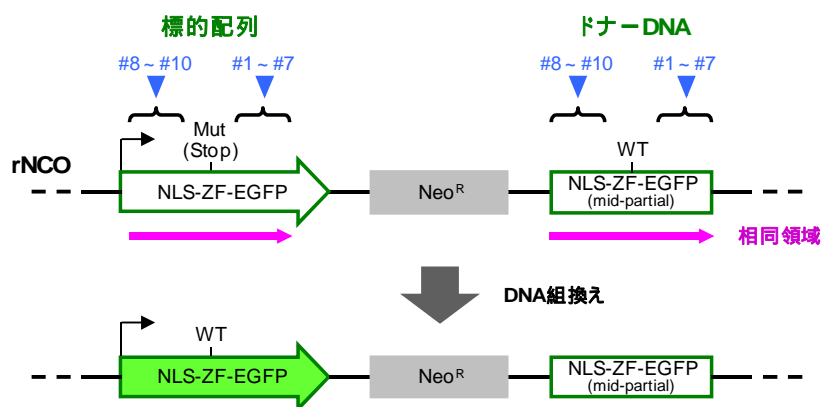 標的配列
ドナーDNA
#8 ~ #10
#1 ~ #7
#8 ~ #10
#1 ~ #7
Mut
(Stop)
WT
rNCO
NLS-ZF-EGFP
Neoᴿ
NLS-ZF-EGFP
(mid-partial)
相同領域
DNA組換え
WT
NLS-ZF-EGFP
Neoᴿ
NLS-ZF-EGFP
(mid-partial)